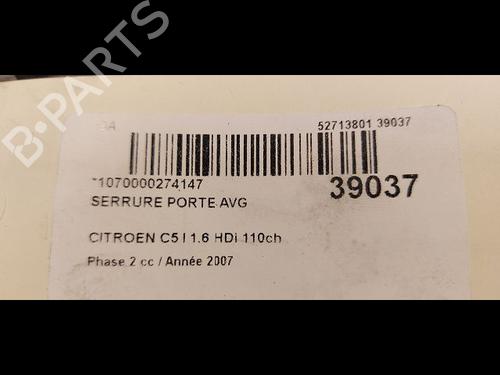 B-PARTS
52713801 39037
*1070000274147
39037
SERRURE PORTE AVG
CITROEN C5 I 1.6 HDi 110ch
Phase 2 cc / Année 2007